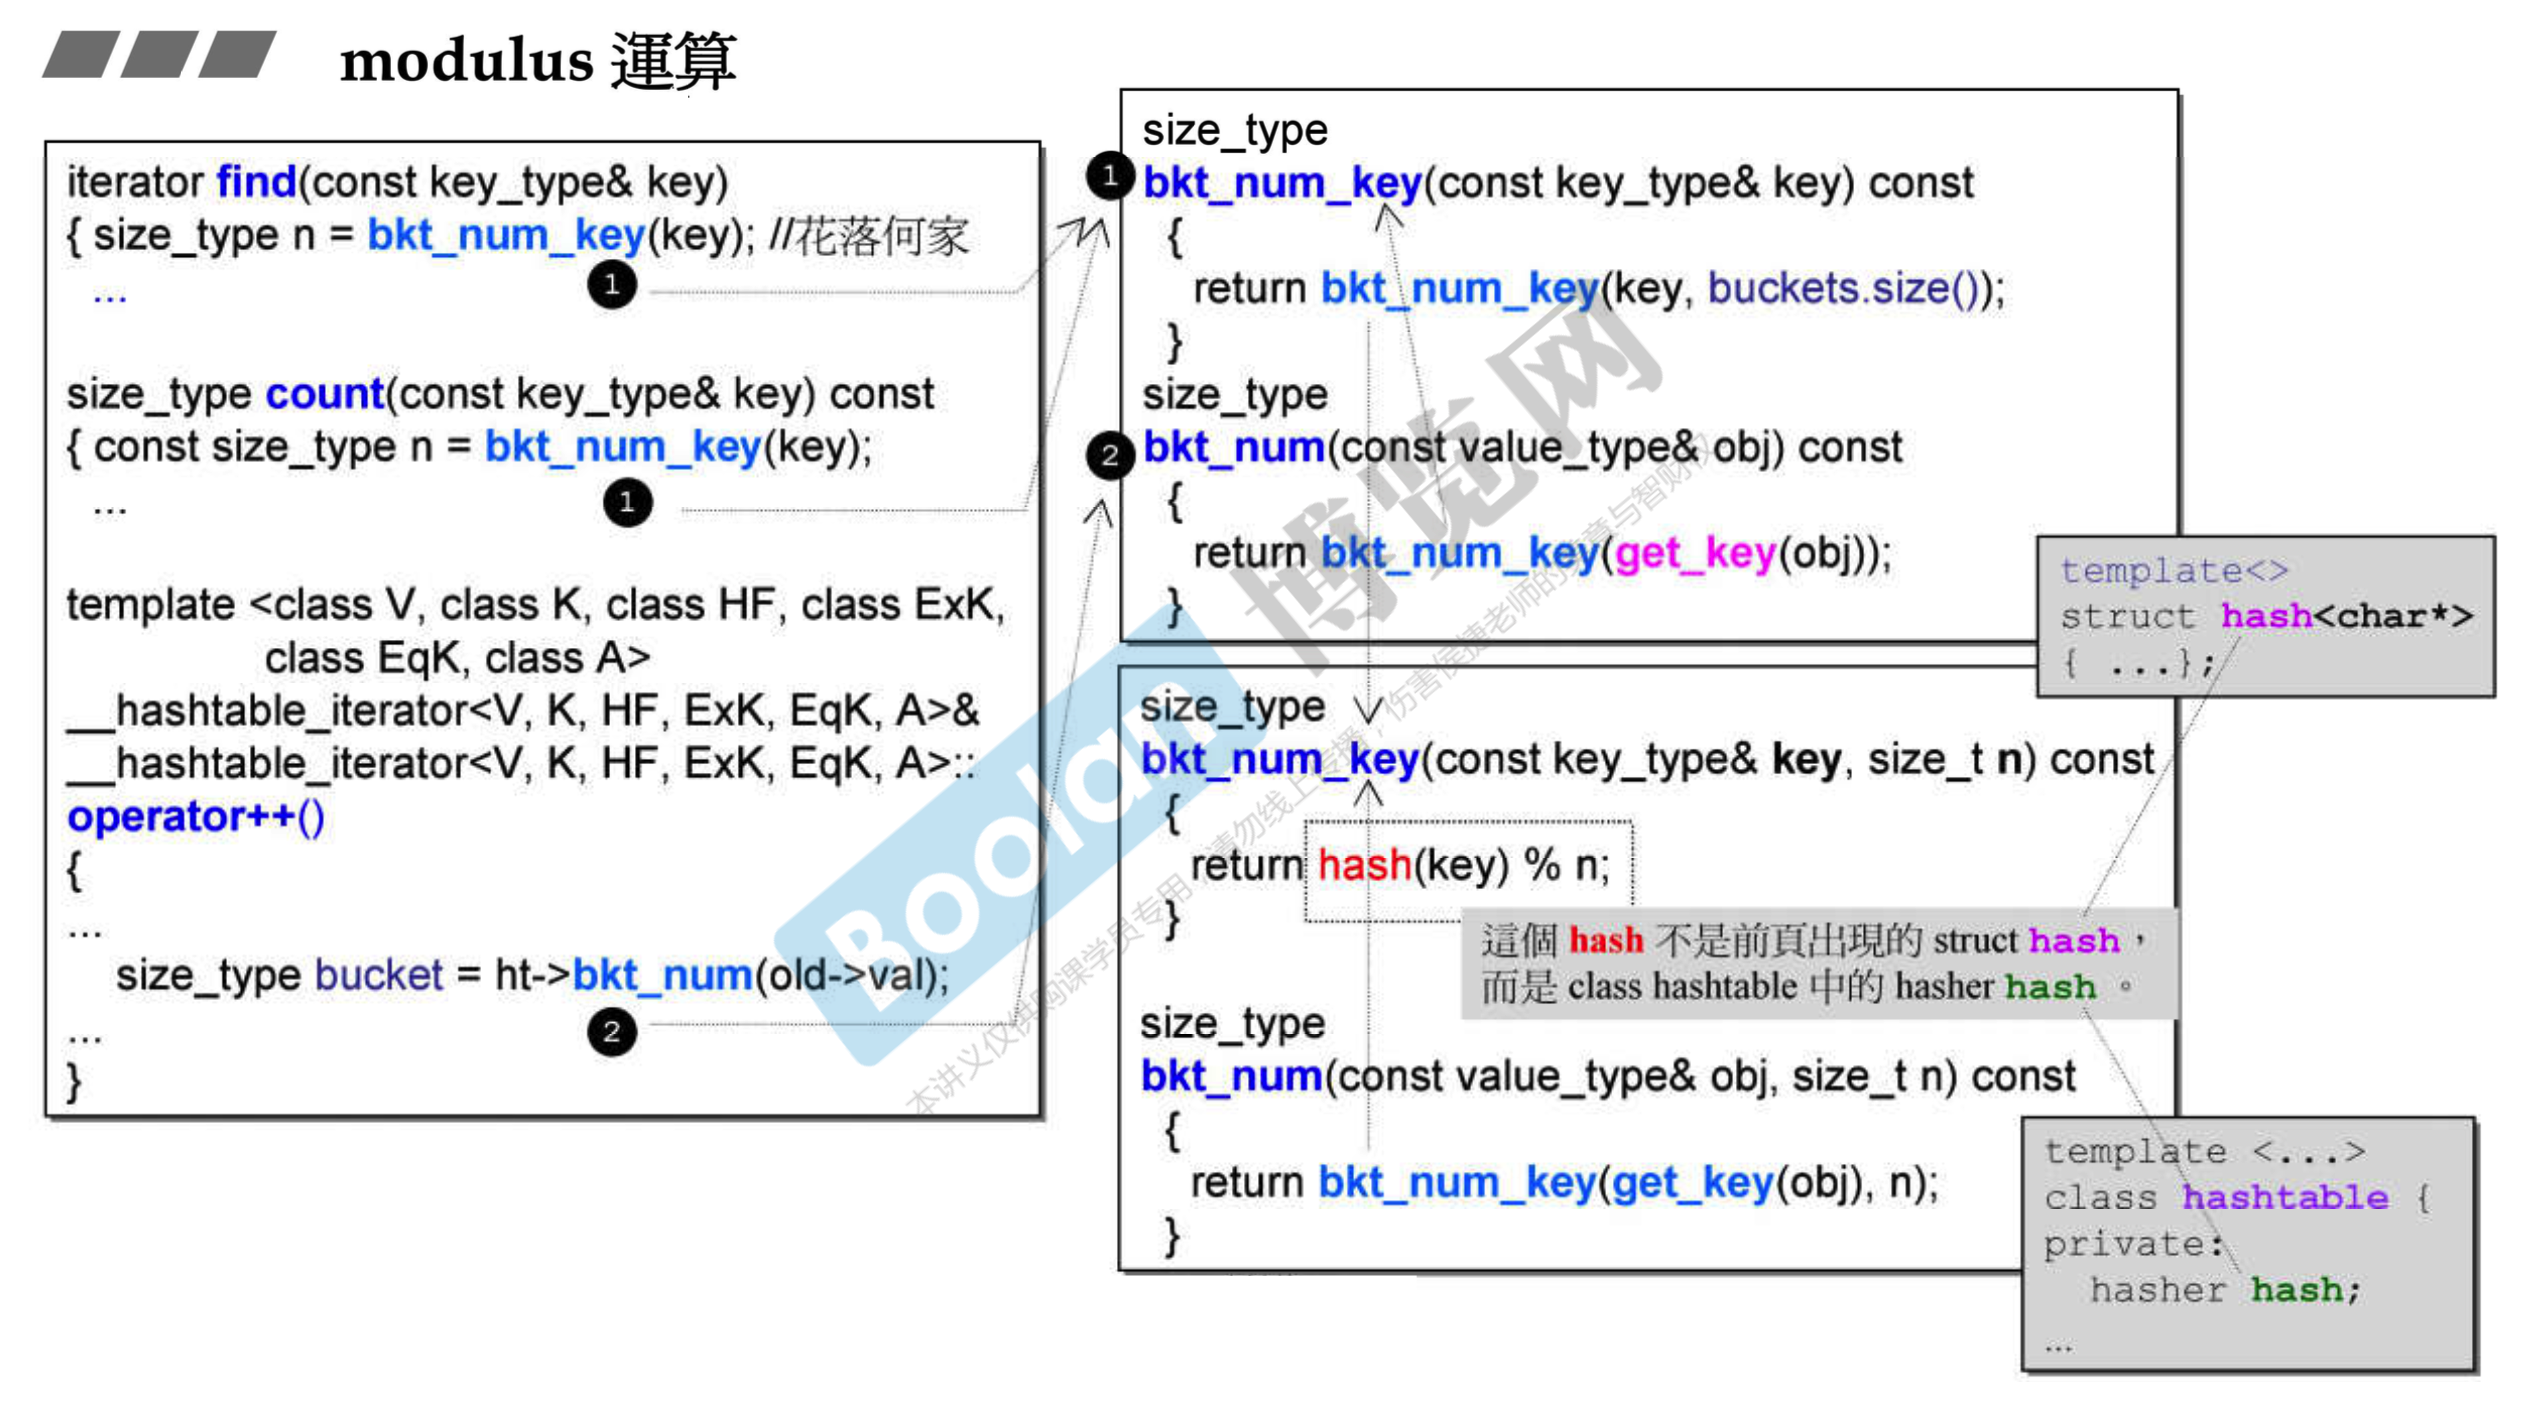 modulus 運算
iterator find(const key_type& key)
{ size_type n = bkt_num_key(key); //花落何家
...
1
size_type count(const key_type& key) const
{ const size_type n = bkt_num_key(key);
...
1
template <class V, class K, class HF, class ExK,
class EqK, class A>
__hashtable_iterator<V, K, HF, ExK, EqK, A>&
__hashtable_iterator<V, K, HF, ExK, EqK, A>::
operator++()
{
...
size_type bucket = ht->bkt_num(old->val);
2
...
}
size_type
1 bkt_num_key(const key_type& key) const
{
return bkt_num_key(key, buckets.size());
}
size_type
2 bkt_num(const value_type& obj) const
{
return bkt_num_key(get_key(obj));
}
size_type
bkt_num_key(const key_type& key, size_t n) const
{
return hash(key) % n;
}
size_type
bkt_num(const value_type& obj, size_t n) const
{
return bkt_num_key(get_key(obj), n);
}
template<>
struct hash<char*>
{ ...};
這個 hash 不是前頁出現的 struct hash，
而是 class hashtable 中的 hasher hash 。
template <...>
class hashtable {
private:
hasher hash;
...
Boolan
博览网
本讲义仅供购课学员专用，请勿线上传播，伤害侯捷老师的
与智财权